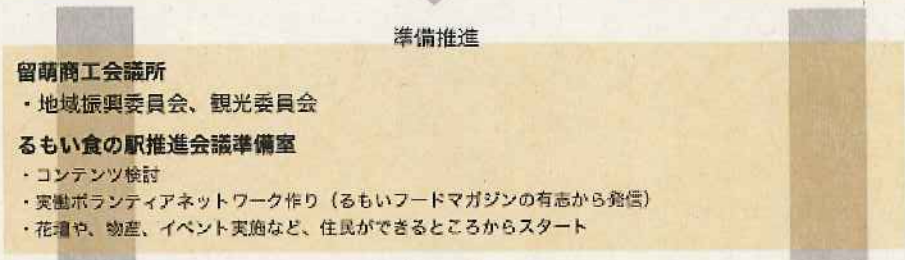 準備推進
留萌商工会議所
・地域振興委員会、観光委員会
るもい食の駅推進会議準備室
・コンテンツ検討
・実働ボランティアネットワーク作り(るもいフードマガジンの有志から発信)
・花壇や、物産、イベント実施など、住民ができるところからスタート